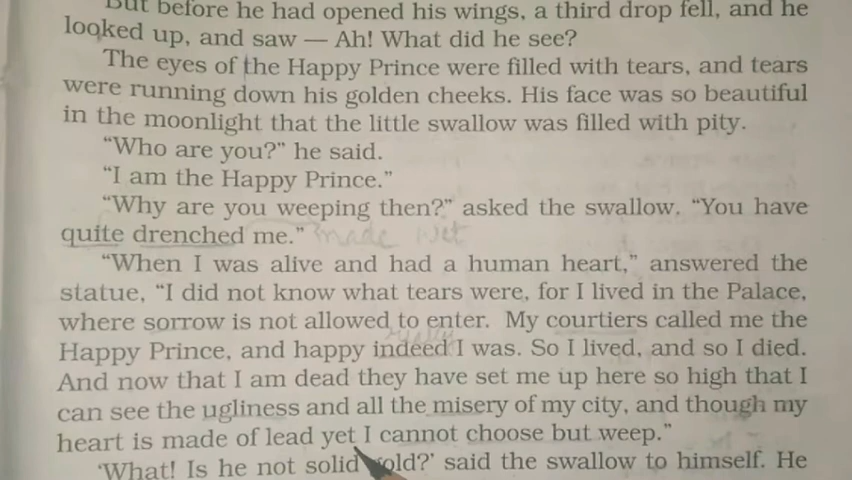 But before he had opened his wings, a third drop fell, and he
looked up, and saw — Ah! What did he see?
The eyes of the Happy Prince were filled with tears, and tears
were running down his golden cheeks. His face was so beautiful
in the moonlight that the little swallow was filled with pity.
“Who are you?” he said.
“I am the Happy Prince.”
“Why are you weeping then?” asked the swallow. “You have
quite drenched me.” made wet
“When I was alive and had a human heart,” answered the
statue, “I did not know what tears were, for I lived in the Palace,
where sorrow is not allowed to enter. My courtiers called me the
really
Happy Prince, and happy indeed I was. So I lived, and so I died.
And now that I am dead they have set me up here so high that I
can see the ugliness and all the misery of my city, and though my
heart is made of lead yet I cannot choose but weep.”
‘What! Is he not solid gold?’ said the swallow to himself. He